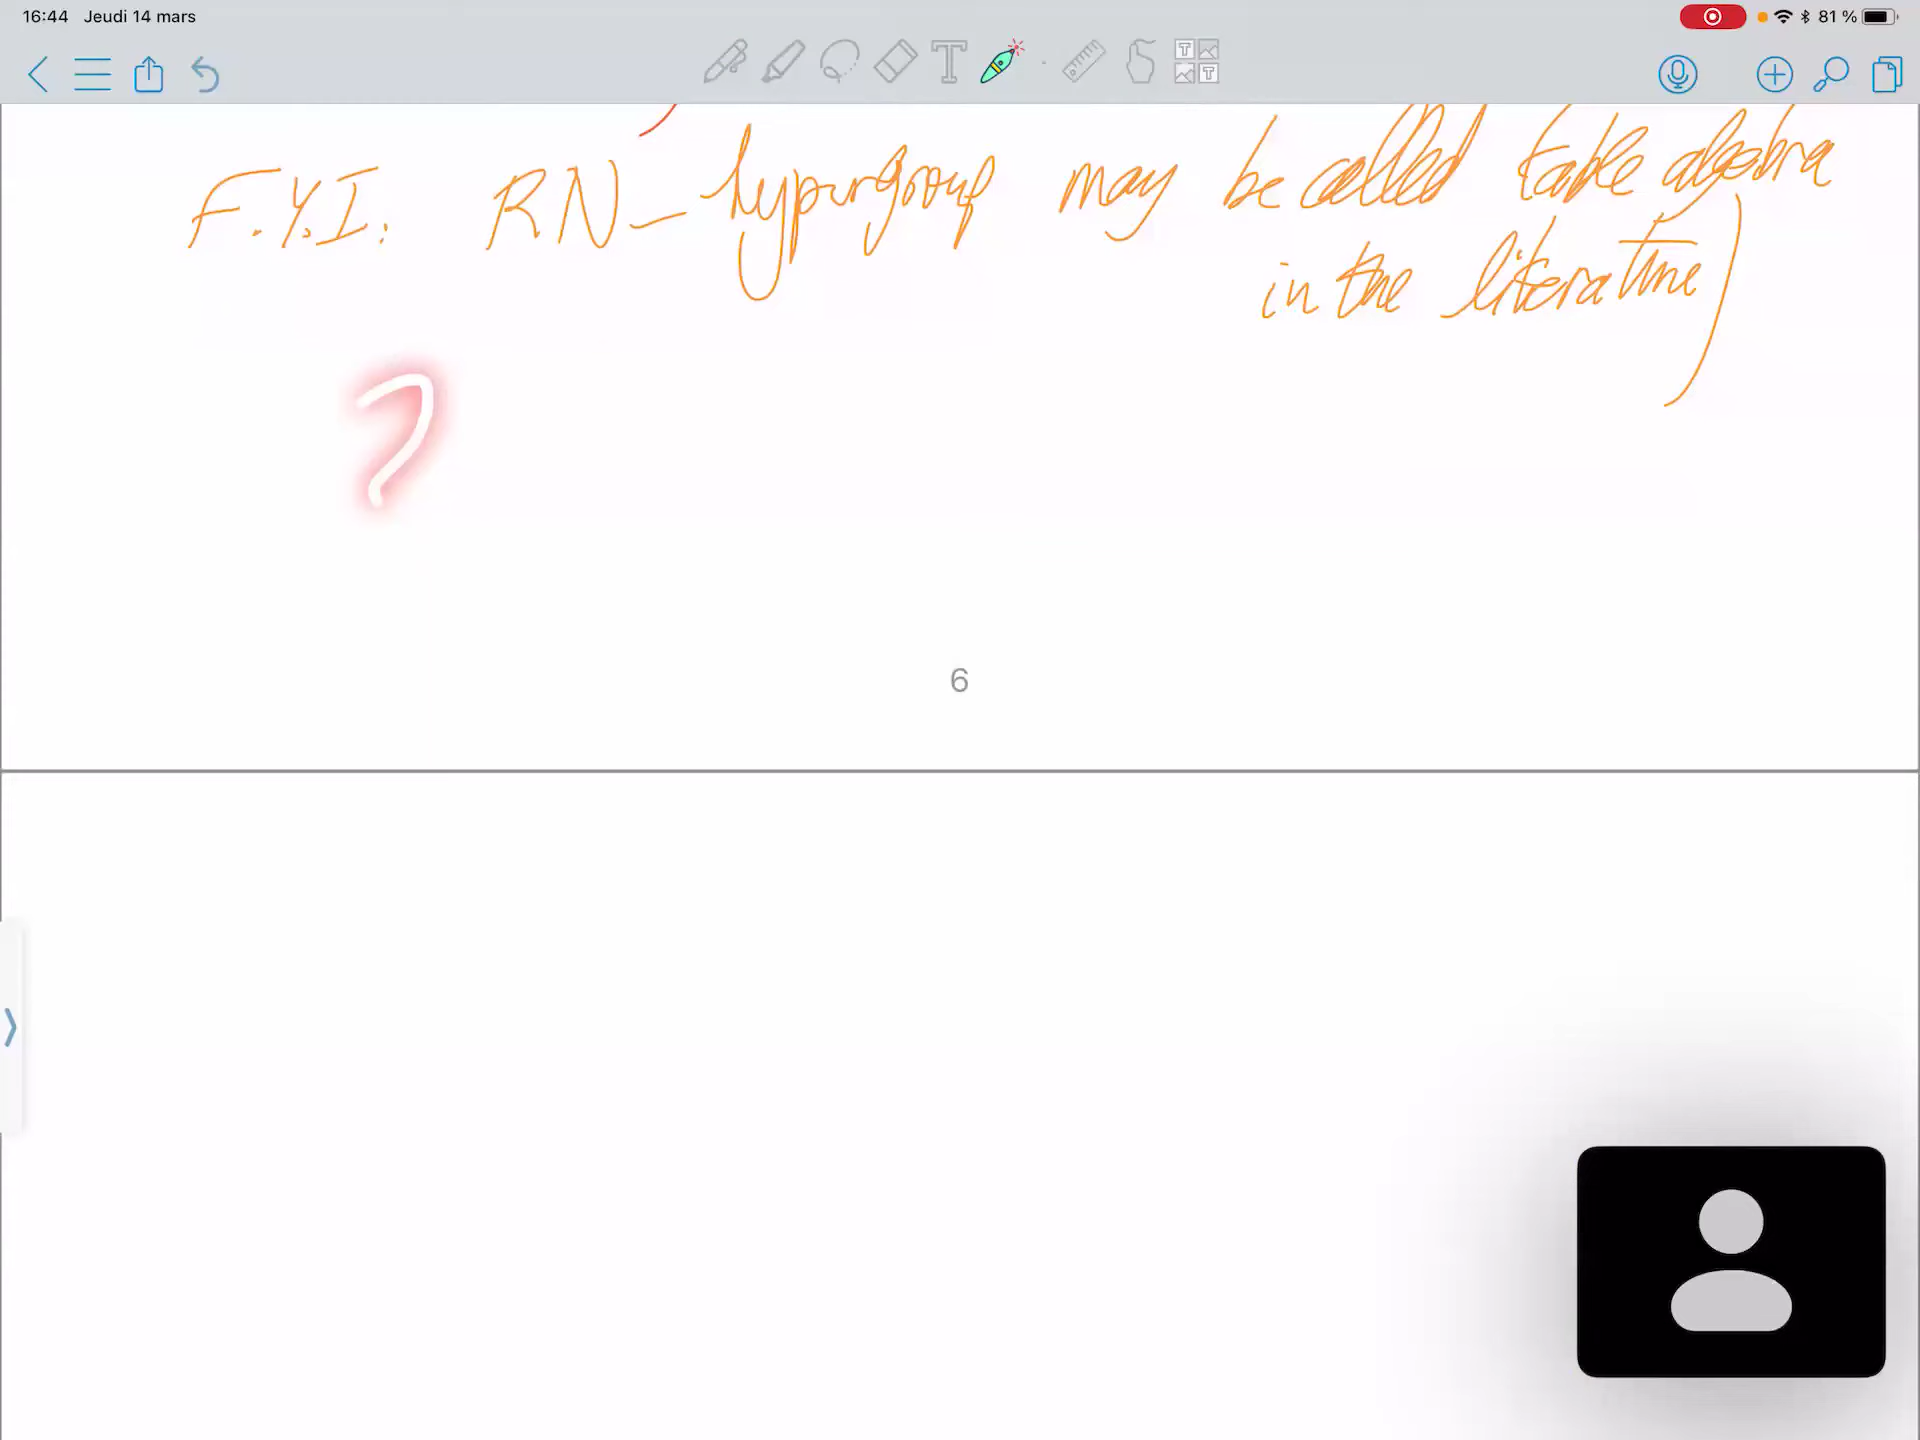 16:44 Jeudi 14 mars
81 %
F.Y.I: RN-hypergroup may be called table algebra
in the literature)
?
6